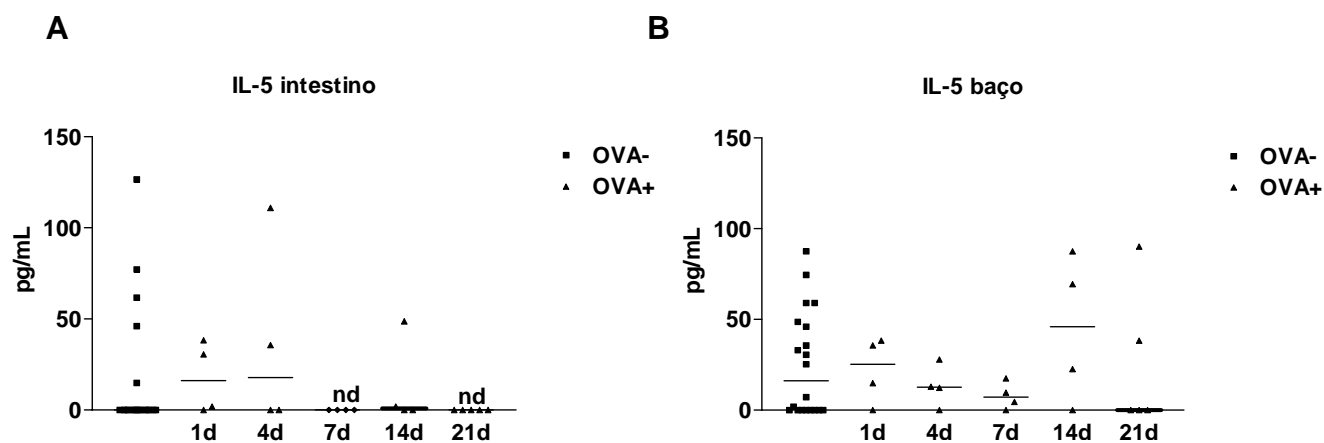 A
IL-5 intestino
150
100
50
0
pg/mL
OVA-
OVA+
nd
nd
1d 4d 7d 14d 21d
B
IL-5 baço
150
100
50
0
pg/mL
OVA-
OVA+
1d 4d 7d 14d 21d